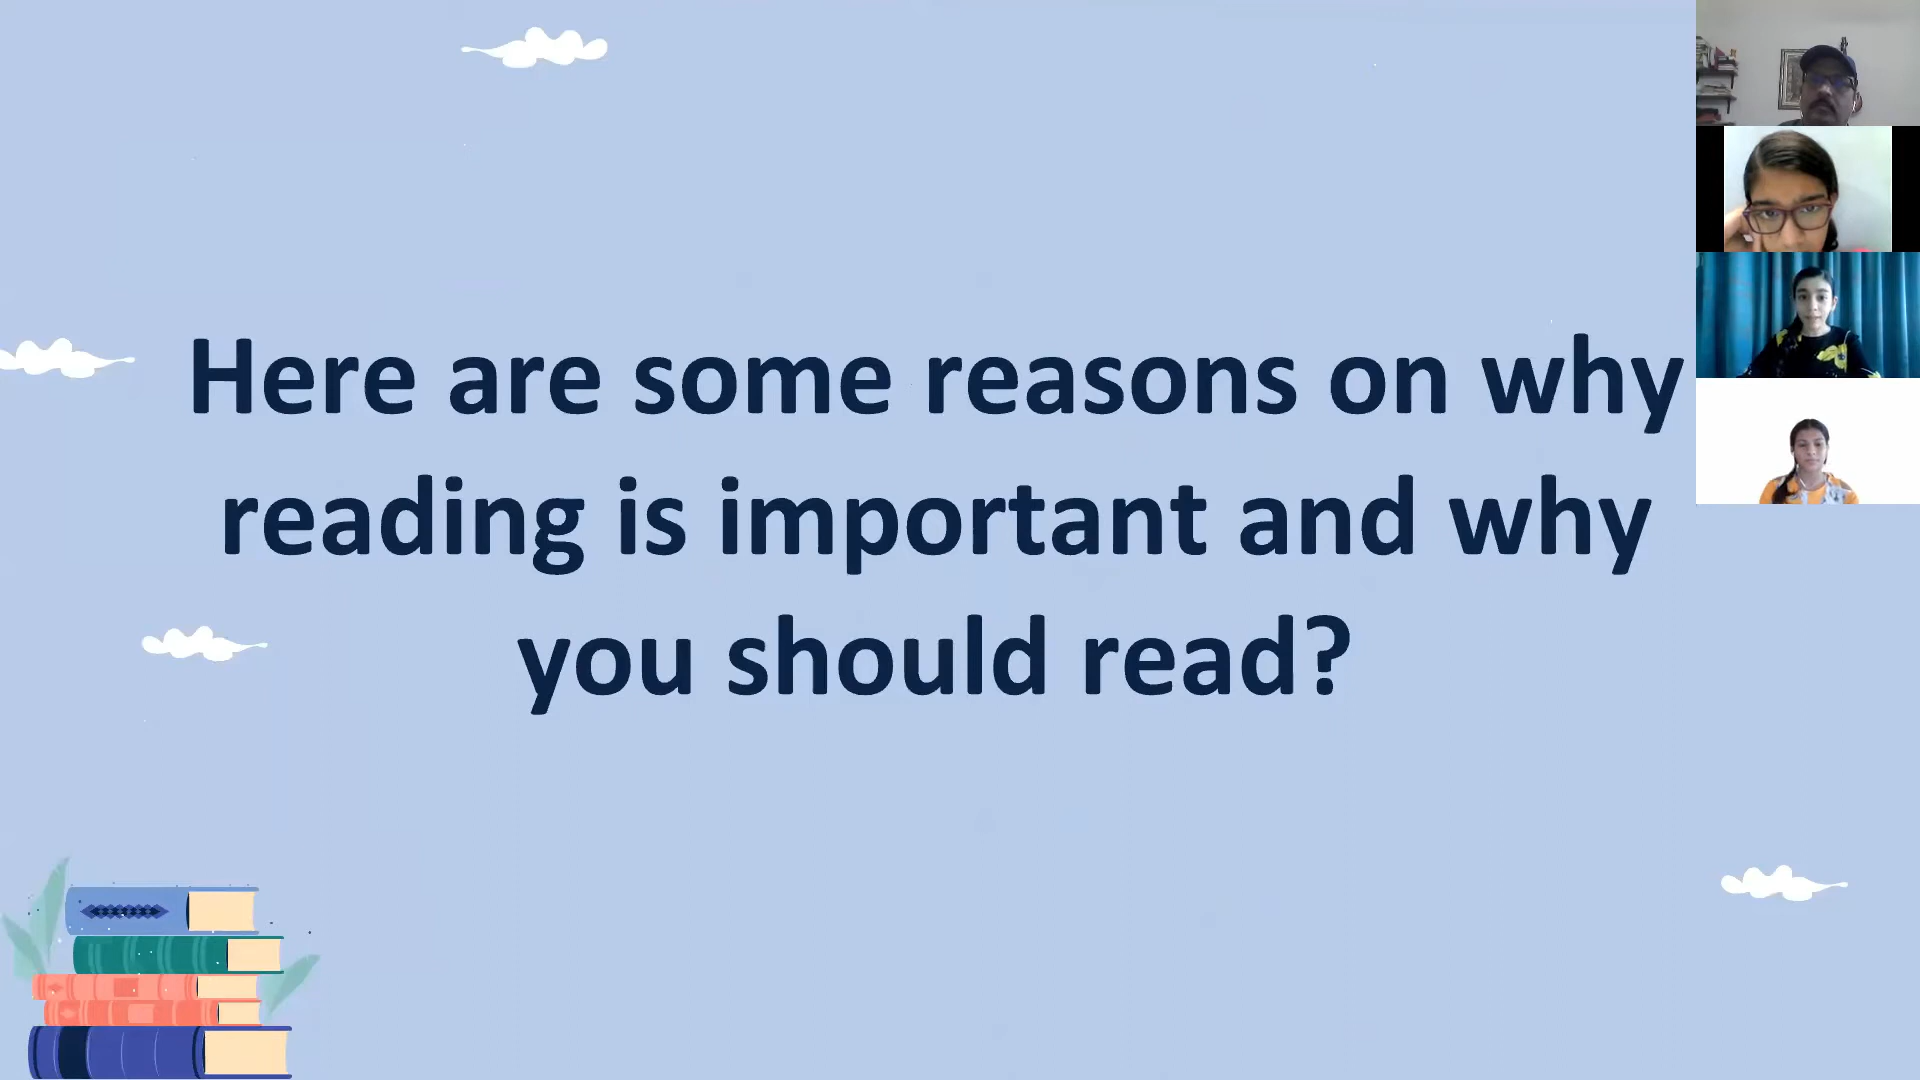 Here are some reasons on why
reading is important and why
you should read?